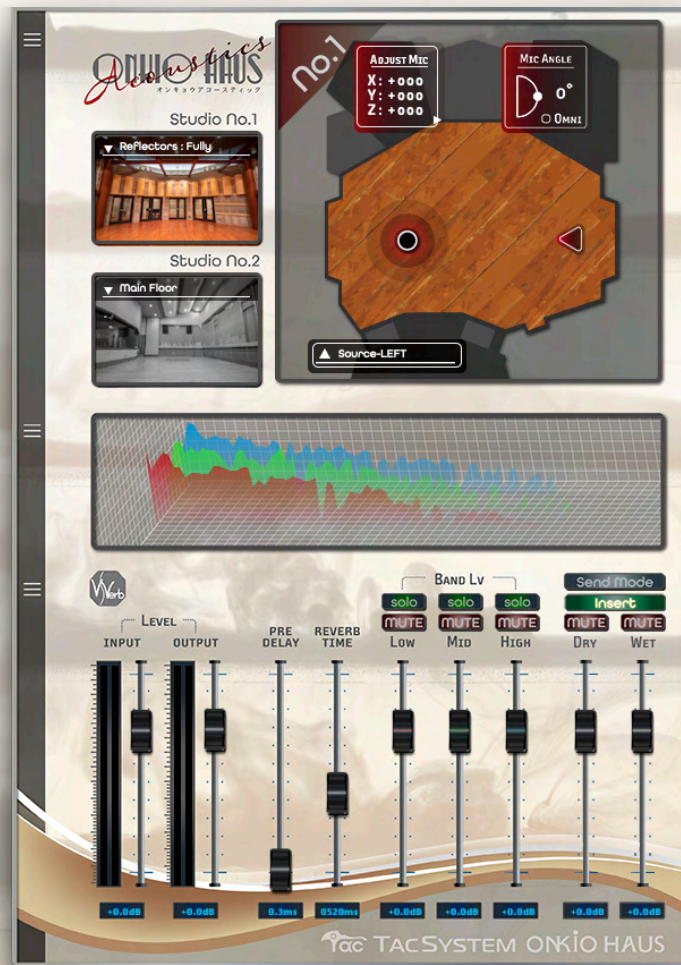 ONKIO HAUS
Acoustics
オンキョウアコースティック
No.1
ADJUST MIC
X: +000
Y: +000
Z: +000
MIC ANGLE
0°
OMNI
Studio No.1
Reflectors : Fully
Studio No.2
Main Floor
Source-LEFT
VSVerb
BAND LV
Send Mode
solo solo solo
Insert
LEVEL
MUTE MUTE MUTE MUTE MUTE
INPUT OUTPUT PRE DELAY REVERB TIME LOW MID HIGH DRY WET
+0.0dB +0.0dB 0.3ms 0520ms +0.0dB +0.0dB +0.0dB +0.0dB +0.0dB
Tac TACSYSTEM ONKIO HAUS